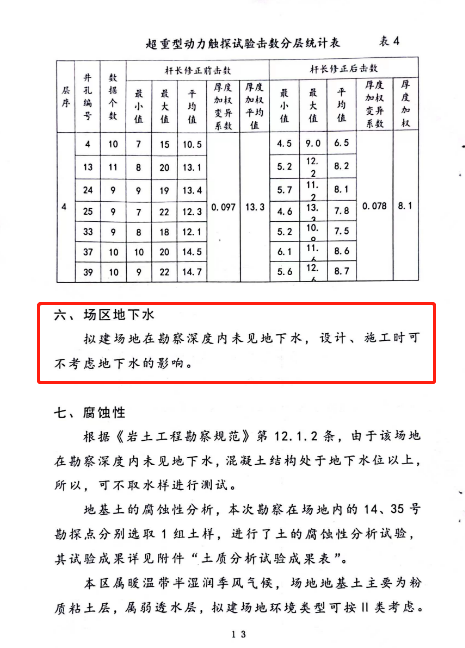 超重型动力触探试验击数分层统计表 表4
层序 井孔编号 数据个数 杆长修正前击数 杆长修正后击数
最小值 最大值 平均值 厚度加权变异系数 厚度加权平均值 最小值 最大值 平均值 厚度加权变异系数 厚度加权
4 4 10 7 15 10.5 0.097 13.3 4.5 9.0 6.5 0.078 8.1
13 11 8 20 13.1 5.2 12.2 8.2
24 9 9 19 13.4 5.7 11.2 8.1
25 9 7 22 12.3 4.6 13. 7.8
33 9 8 18 12.1 5.2 10. 7.5
37 10 10 20 14.5 6.1 11. 8.6
39 10 9 22 14.7 5.6 12. 8.7
六、场区地下水
拟建场地在勘察深度内未见地下水，设计、施工时可
不考虑地下水的影响。
七、腐蚀性
根据《岩土工程勘察规范》第12.1.2条，由于该场地
在勘察深度内未见地下水，混凝土结构处于地下水位以上，
所以，可不取水样进行测试。
地基土的腐蚀性分析，本次勘察在场地内的14、35号
勘探点分别选取1组土样，进行了土的腐蚀性分析试验，
其试验成果详见附件“土质分析试验成果表”。
本区属暖温带半湿润季风气候，场地地基土主要为粉
质粘土层，属弱透水层，拟建场地环境类型可按II类考虑。
13